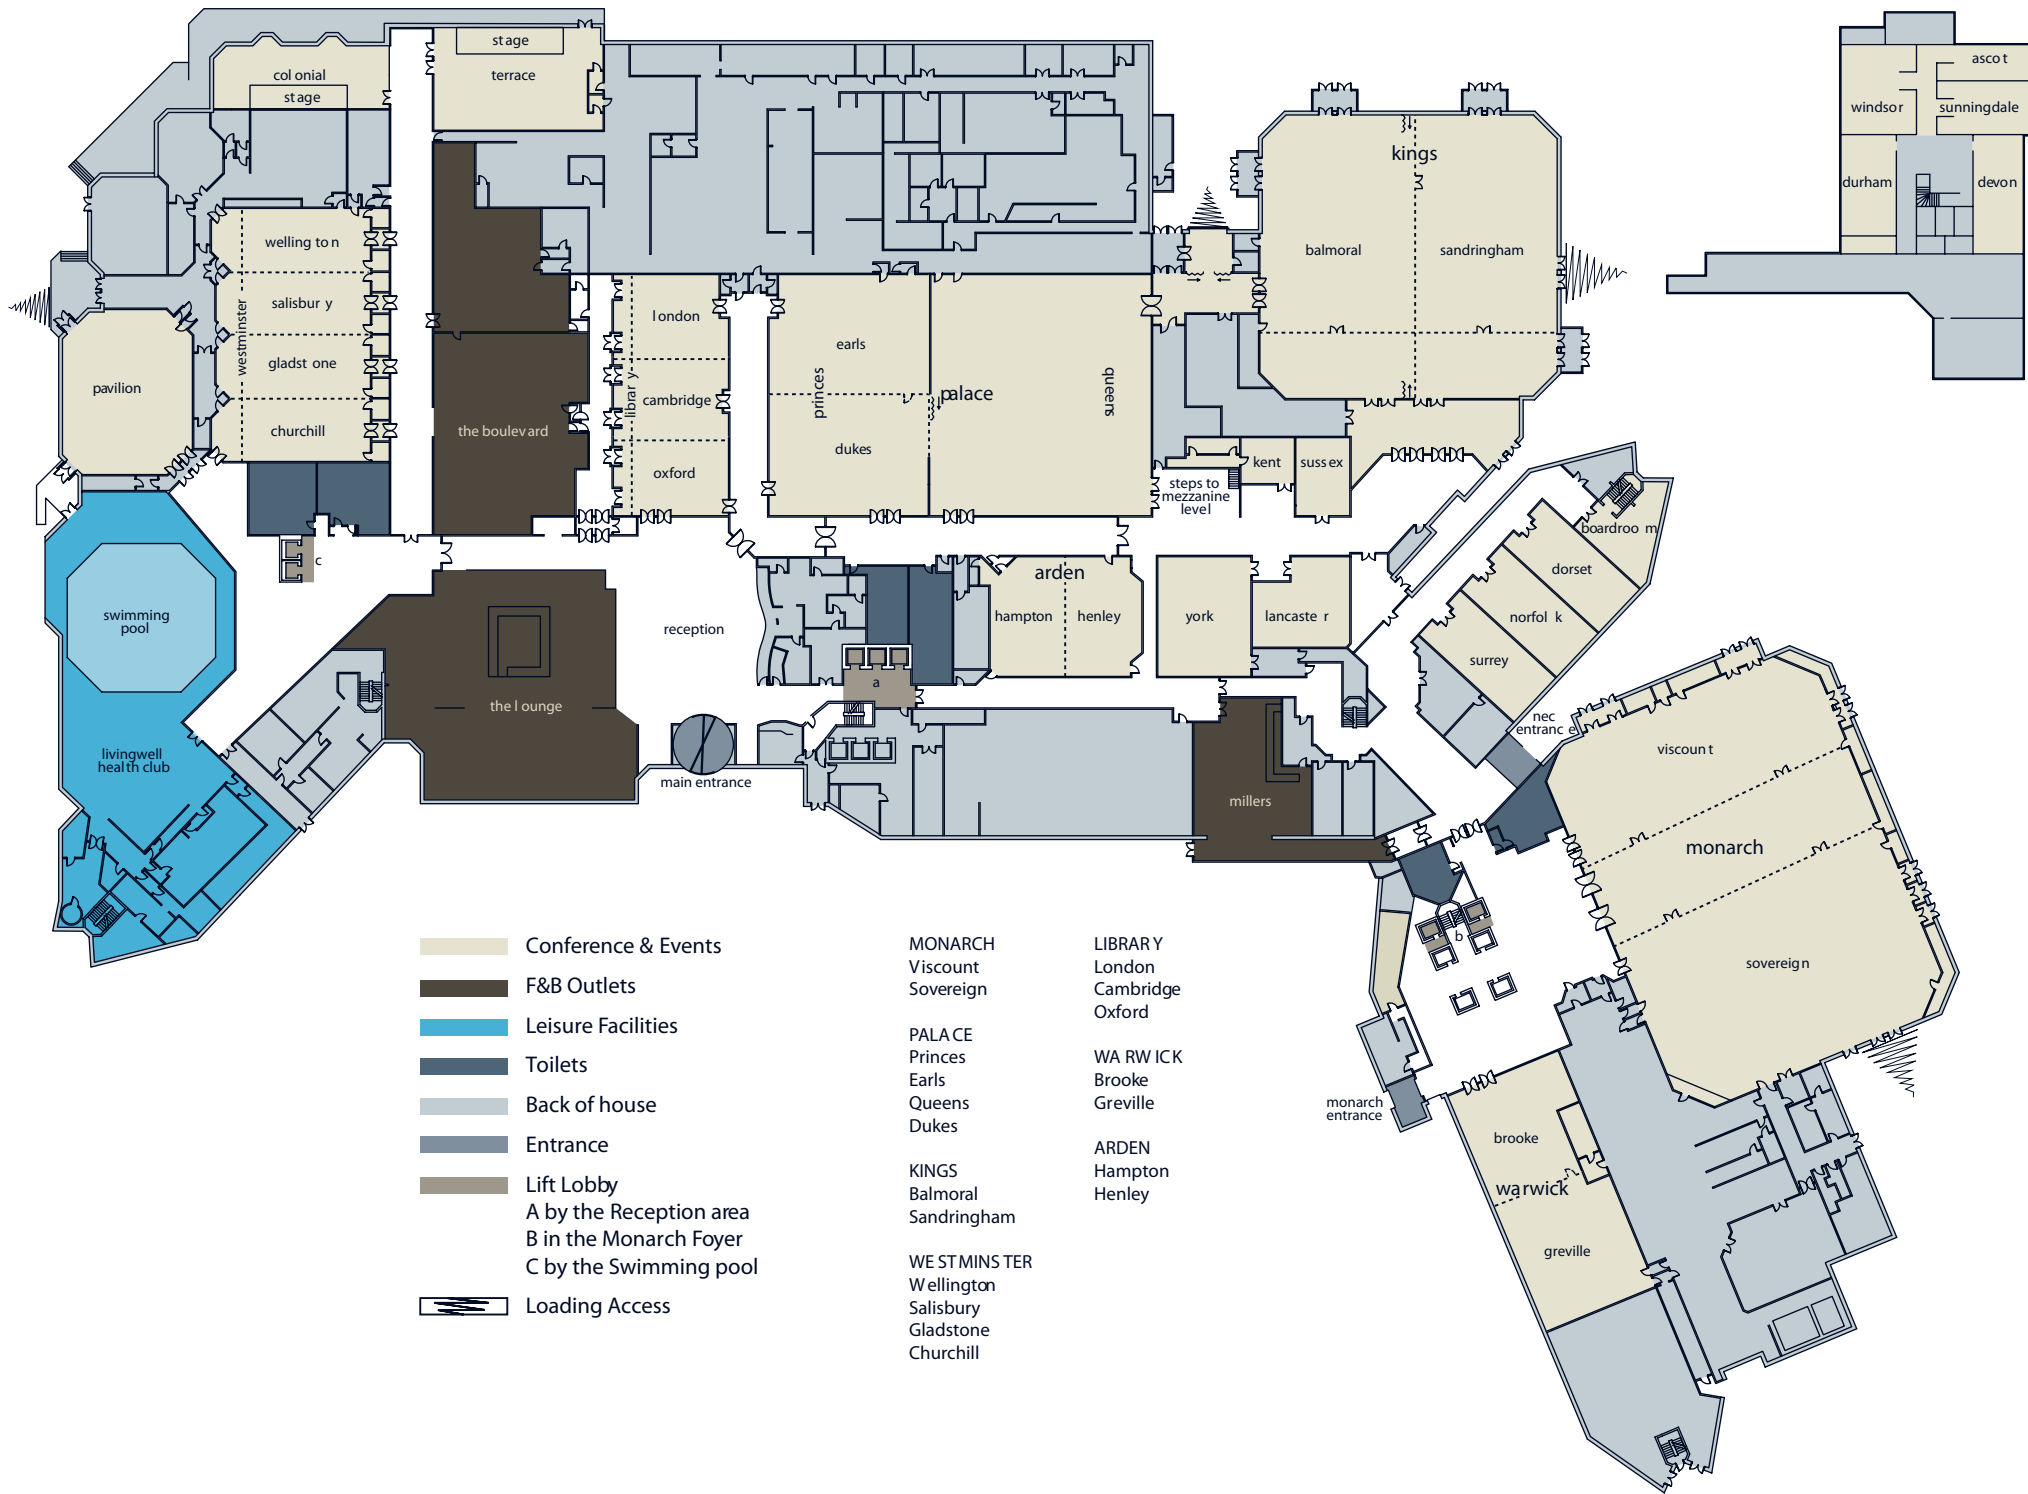 stage
terrace
colonial
stage
ascot
windsor
sunningdale
durham
devon
kings
balmoral
sandringham
wellington
salisbury
westminster
gladstone
churchill
pavilion
the boulevard
london
library
cambridge
oxford
earls
princes
dukes
palace
queens
steps to
mezzanine
level
kent
sussex
boardroom
dorset
norfolk
surrey
c
swimming
pool
reception
arden
hampton
henley
york
lancaster
a
the lounge
livingwell
health club
main entrance
millers
nec
entrance
viscount
monarch
sovereign
b
monarch
entrance
brooke
warwick
greville
Conference & Events
F&B Outlets
Leisure Facilities
Toilets
Back of house
Entrance
Lift Lobby
A by the Reception area
B in the Monarch Foyer
C by the Swimming pool
Loading Access
MONARCH
Viscount
Sovereign
PALACE
Princes
Earls
Queens
Dukes
KINGS
Balmoral
Sandringham
WESTMINSTER
Wellington
Salisbury
Gladstone
Churchill
LIBRARY
London
Cambridge
Oxford
WARWICK
Brooke
Greville
ARDEN
Hampton
Henley